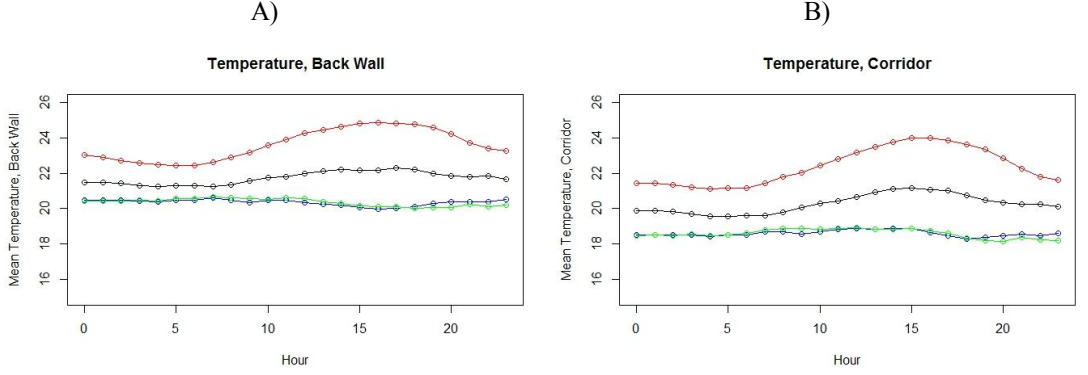 A)
B)
Temperature, Back Wall
Temperature, Corridor
Mean Temperature, Back Wall
26
24
22
20
18
16
0 5 10 15 20
Hour
Mean Temperature, Corridor
26
24
22
20
18
16
0 5 10 15 20
Hour